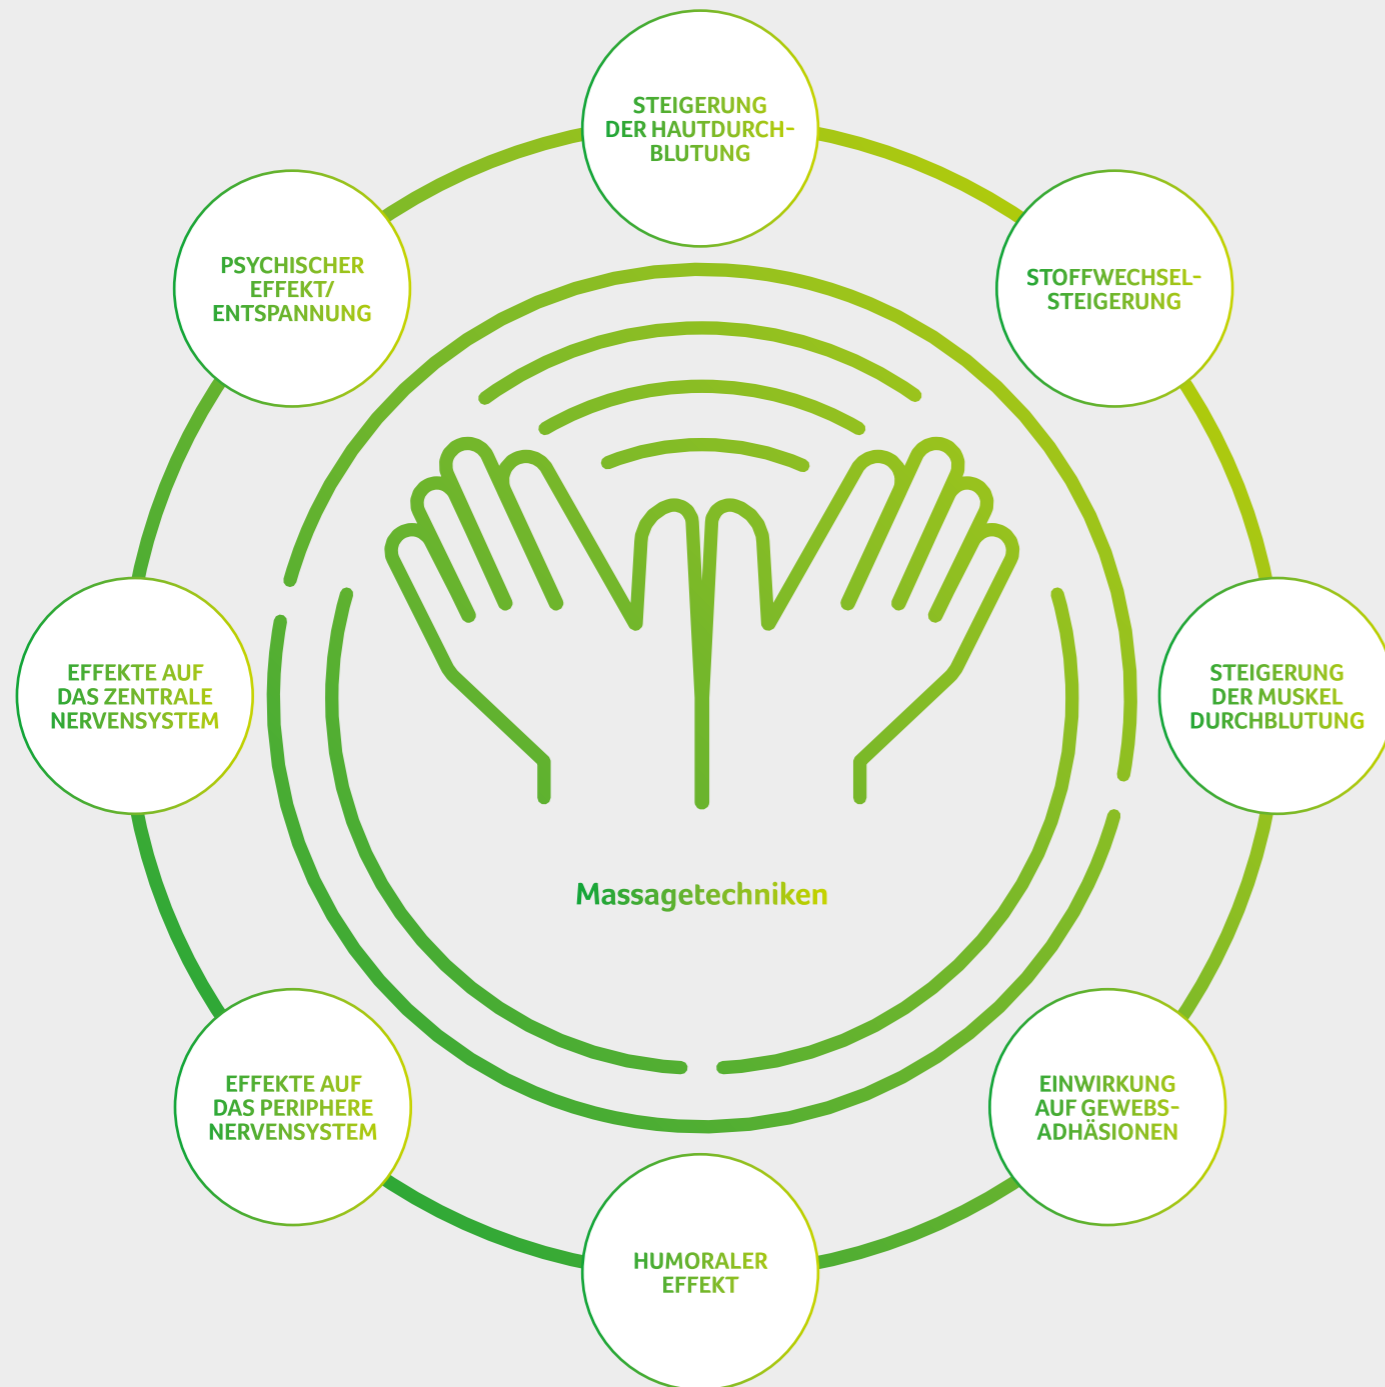 STEIGERUNG
DER HAUTDURCH-
BLUTUNG
STOFFWECHSEL-
STEIGERUNG
STEIGERUNG
DER MUSKEL
DURCHBLUTUNG
EINWIRKUNG
AUF GEWEBS-
ADHÄSIONEN
HUMORALER
EFFEKT
EFFEKTE AUF
DAS PERIPHERE
NERVENSYSTEM
EFFEKTE AUF
DAS ZENTRALE
NERVENSYSTEM
PSYCHISCHER
EFFEKT/
ENTSPANNUNG
Massagetechniken